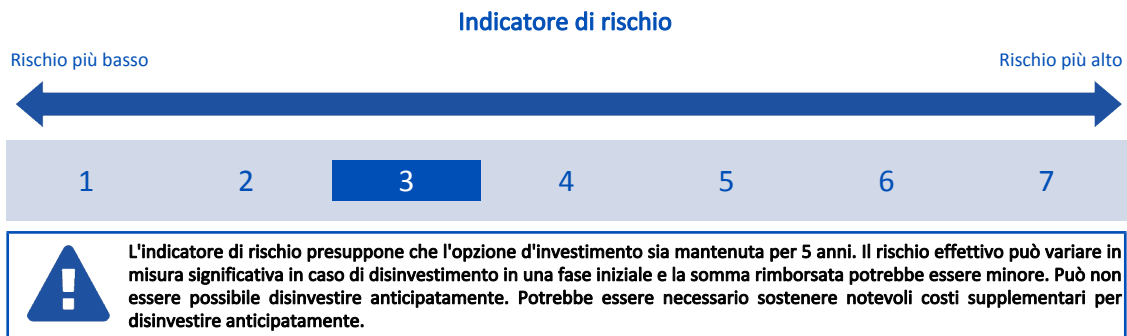 Indicatore di rischio
Rischio più basso
Rischio più alto
1 2 3 4 5 6 7
L'indicatore di rischio presuppone che l'opzione d'investimento sia mantenuta per 5 anni. Il rischio effettivo può variare in
misura significativa in caso di disinvestimento in una fase iniziale e la somma rimborsata potrebbe essere minore. Può non
essere possibile disinvestire anticipatamente. Potrebbe essere necessario sostenere notevoli costi supplementari per
disinvestire anticipatamente.